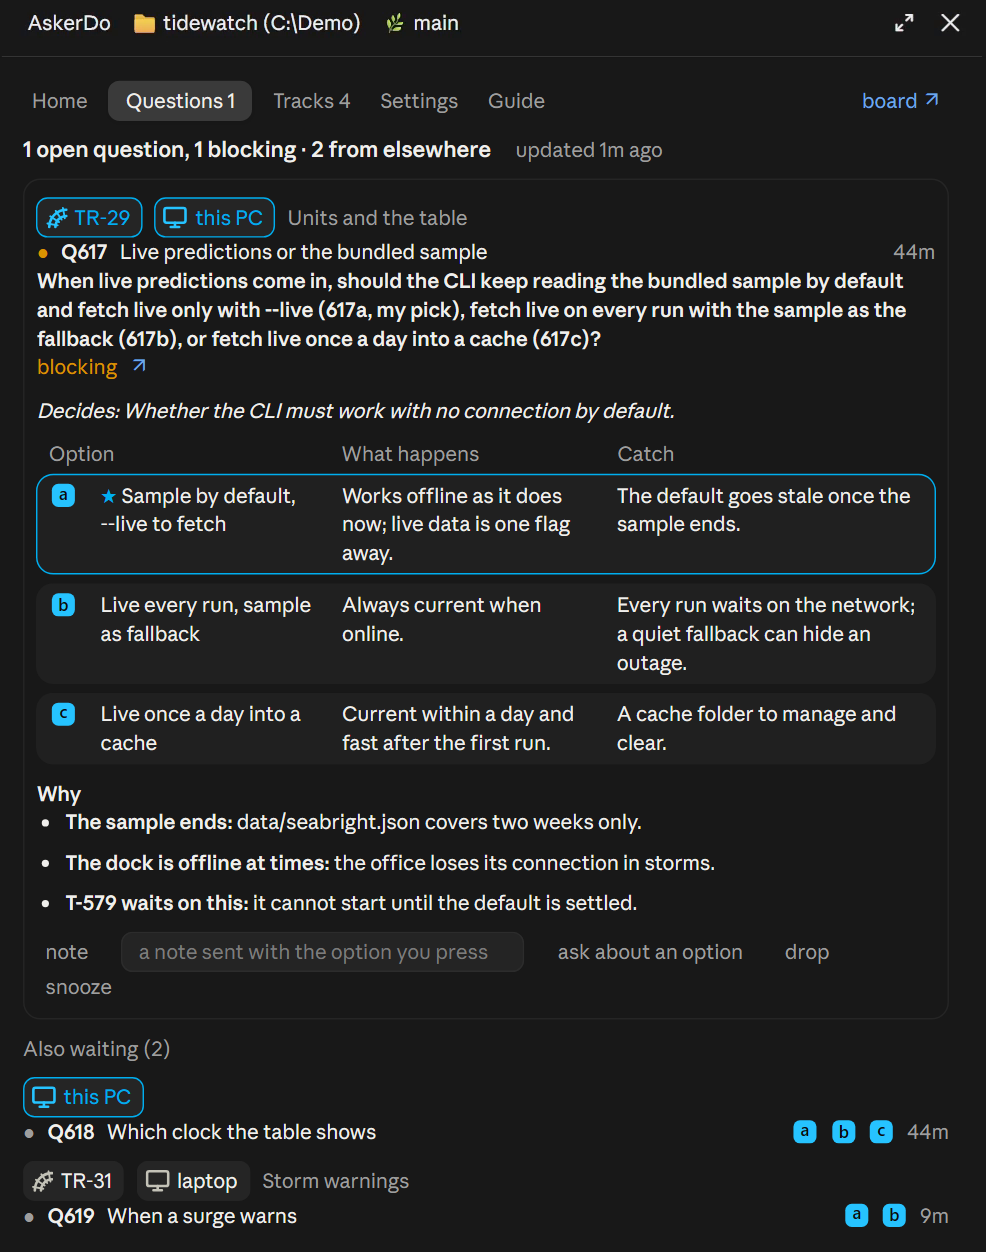 AskerDo tidewatch (C:\Demo) main
Home Questions 1 Tracks 4 Settings Guide board ↗
1 open question, 1 blocking · 2 from elsewhere updated 1m ago
TR-29 this PC Units and the table
Q617 Live predictions or the bundled sample 44m
When live predictions come in, should the CLI keep reading the bundled sample by default
and fetch live only with --live (617a, my pick), fetch live on every run with the sample as the
fallback (617b), or fetch live once a day into a cache (617c)?
blocking ↗
Decides: Whether the CLI must work with no connection by default.
Option What happens Catch
a ★ Sample by default, Works offline as it does The default goes stale once the
--live to fetch now; live data is one flag sample ends.
away.
b Live every run, sample Always current when Every run waits on the network;
as fallback online. a quiet fallback can hide an
outage.
c Live once a day into a Current within a day and A cache folder to manage and
cache fast after the first run. clear.
Why
• The sample ends: data/seabright.json covers two weeks only.
• The dock is offline at times: the office loses its connection in storms.
• T-579 waits on this: it cannot start until the default is settled.
note a note sent with the option you press ask about an option drop
snooze
Also waiting (2)
this PC
Q618 Which clock the table shows a b c 44m
TR-31 laptop Storm warnings
Q619 When a surge warns a b 9m